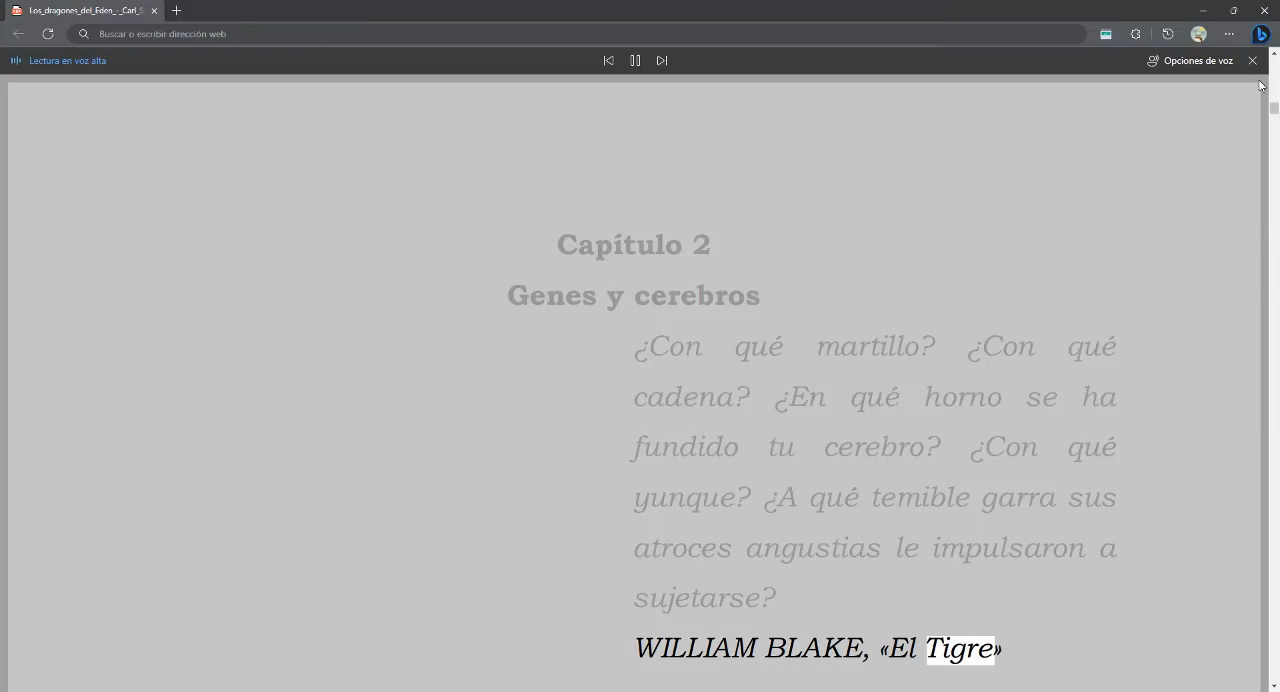 Los_dragones_del_Eden_-_Carl_S
Buscar o escribir dirección web
Lectura en voz alta
Opciones de voz
Capítulo 2
Genes y cerebros
¿Con qué martillo? ¿Con qué
cadena? ¿En qué horno se ha
fundido tu cerebro? ¿Con qué
yunque? ¿A qué temible garra sus
atroces angustias le impulsaron a
sujetarse?
WILLIAM BLAKE, «El Tigre»